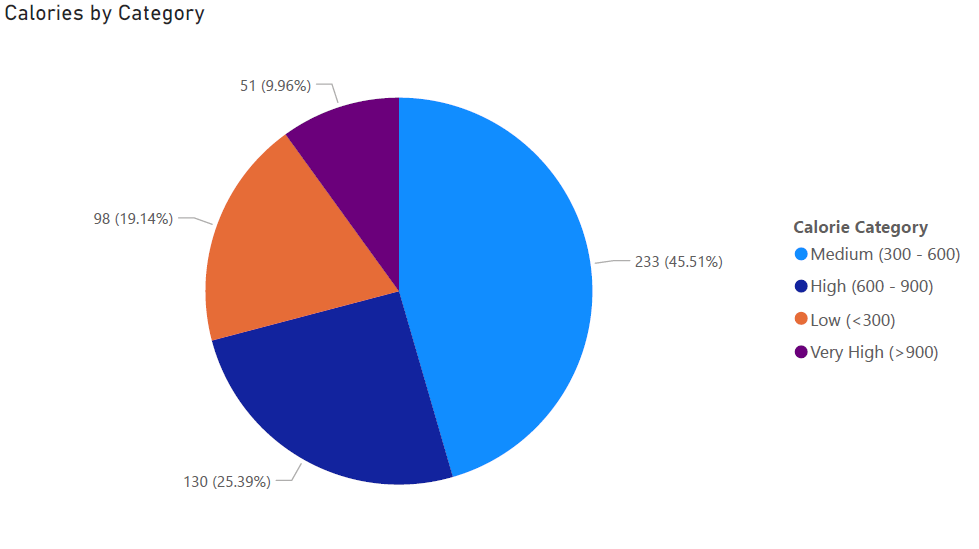 Calories by Category
51 (9.96%)
98 (19.14%)
233 (45.51%)
130 (25.39%)
Calorie Category
Medium (300 - 600)
High (600 - 900)
Low (<300)
Very High (>900)